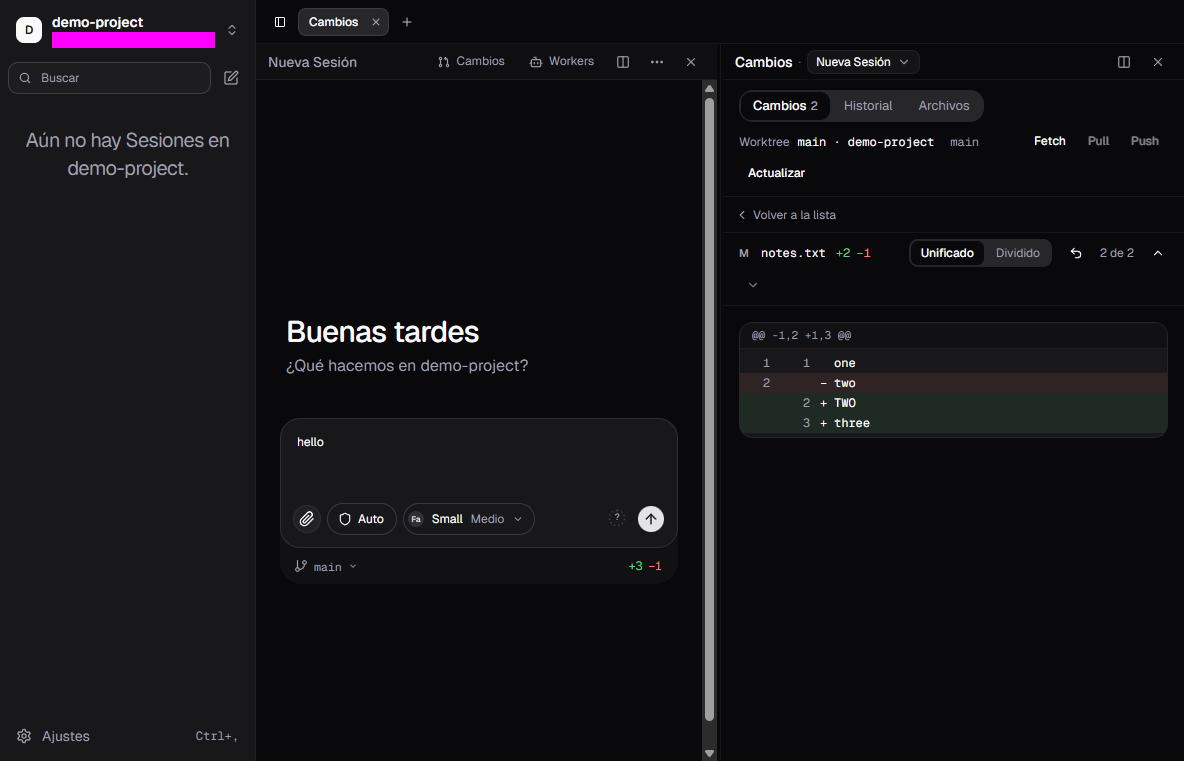 D
demo-project
Buscar
Aún no hay Sesiones en
demo-project.
Ajustes
Ctrl+,
Cambios
Nueva Sesión
Cambios
Workers
Buenas tardes
¿Qué hacemos en demo-project?
hello
Auto
Fa
Small Medio
?
main
+3 −1
Cambios · Nueva Sesión
Cambios 2
Historial
Archivos
Worktree main · demo-project main
Fetch
Pull
Push
Actualizar
Volver a la lista
M notes.txt +2 −1
Unificado
Dividido
2 de 2
@@ -1,2 +1,3 @@
1 1 one
2 - two
2 + TWO
3 + three